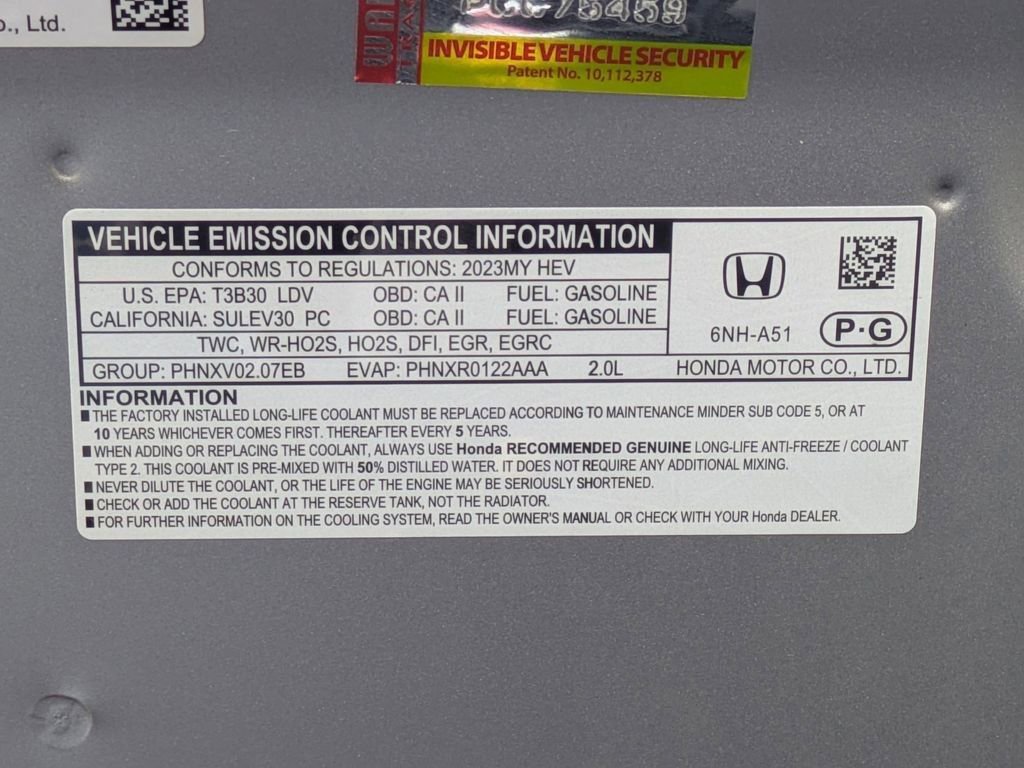 ., Ltd.
INVISIBLE VEHICLE SECURITY
Patent No. 10,112,378
VEHICLE EMISSION CONTROL INFORMATION
CONFORMS TO REGULATIONS: 2023MY HEV
U.S. EPA: T3B30 LDV OBD: CA II FUEL: GASOLINE
CALIFORNIA: SULEV30 PC OBD: CA II FUEL: GASOLINE
TWC, WR-HO2S, HO2S, DFI, EGR, EGRC
6NH-A51 P·G
GROUP: PHNXV02.07EB EVAP: PHNXR0122AAA 2.0L HONDA MOTOR CO., LTD.
INFORMATION
■ THE FACTORY INSTALLED LONG-LIFE COOLANT MUST BE REPLACED ACCORDING TO MAINTENANCE MINDER SUB CODE 5, OR AT
10 YEARS WHICHEVER COMES FIRST. THEREAFTER EVERY 5 YEARS.
■ WHEN ADDING OR REPLACING THE COOLANT, ALWAYS USE Honda RECOMMENDED GENUINE LONG-LIFE ANTI-FREEZE / COOLANT
TYPE 2. THIS COOLANT IS PRE-MIXED WITH 50% DISTILLED WATER. IT DOES NOT REQUIRE ANY ADDITIONAL MIXING.
■ NEVER DILUTE THE COOLANT, OR THE LIFE OF THE ENGINE MAY BE SERIOUSLY SHORTENED.
■ CHECK OR ADD THE COOLANT AT THE RESERVE TANK, NOT THE RADIATOR.
■ FOR FURTHER INFORMATION ON THE COOLING SYSTEM, READ THE OWNER'S MANUAL OR CHECK WITH YOUR Honda DEALER.